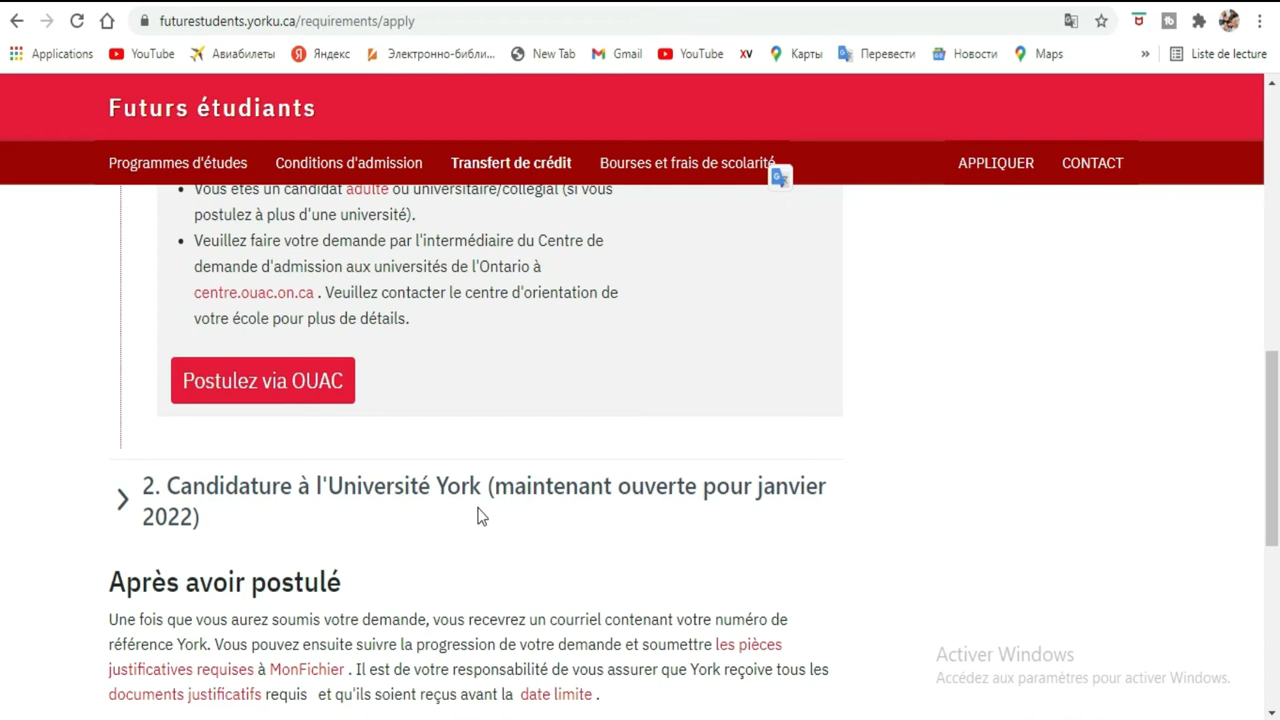 futurestudents.yorku.ca/requirements/apply
Applications YouTube Авиабилеты Яндекс Электронно-библи... New Tab Gmail YouTube XV Карты Перевести Новости Maps » Liste de lecture
Futurs étudiants
Programmes d'études Conditions d'admission Transfert de crédit Bourses et frais de scolarité APPLIQUER CONTACT
• Vous êtes un candidat adulte ou universitaire/collégial (si vous
postulez à plus d'une université).
• Veuillez faire votre demande par l'intermédiaire du Centre de
demande d'admission aux universités de l'Ontario à
centre.ouac.on.ca . Veuillez contacter le centre d'orientation de
votre école pour plus de détails.
Postulez via OUAC
2. Candidature à l'Université York (maintenant ouverte pour janvier
2022)
Après avoir postulé
Une fois que vous aurez soumis votre demande, vous recevrez un courriel contenant votre numéro de
référence York. Vous pouvez ensuite suivre la progression de votre demande et soumettre les pièces
justificatives requises à MonFichier . Il est de votre responsabilité de vous assurer que York reçoive tous les
documents justificatifs requis et qu'ils soient reçus avant la date limite .
Activer Windows
Accédez aux paramètres pour activer Windows.